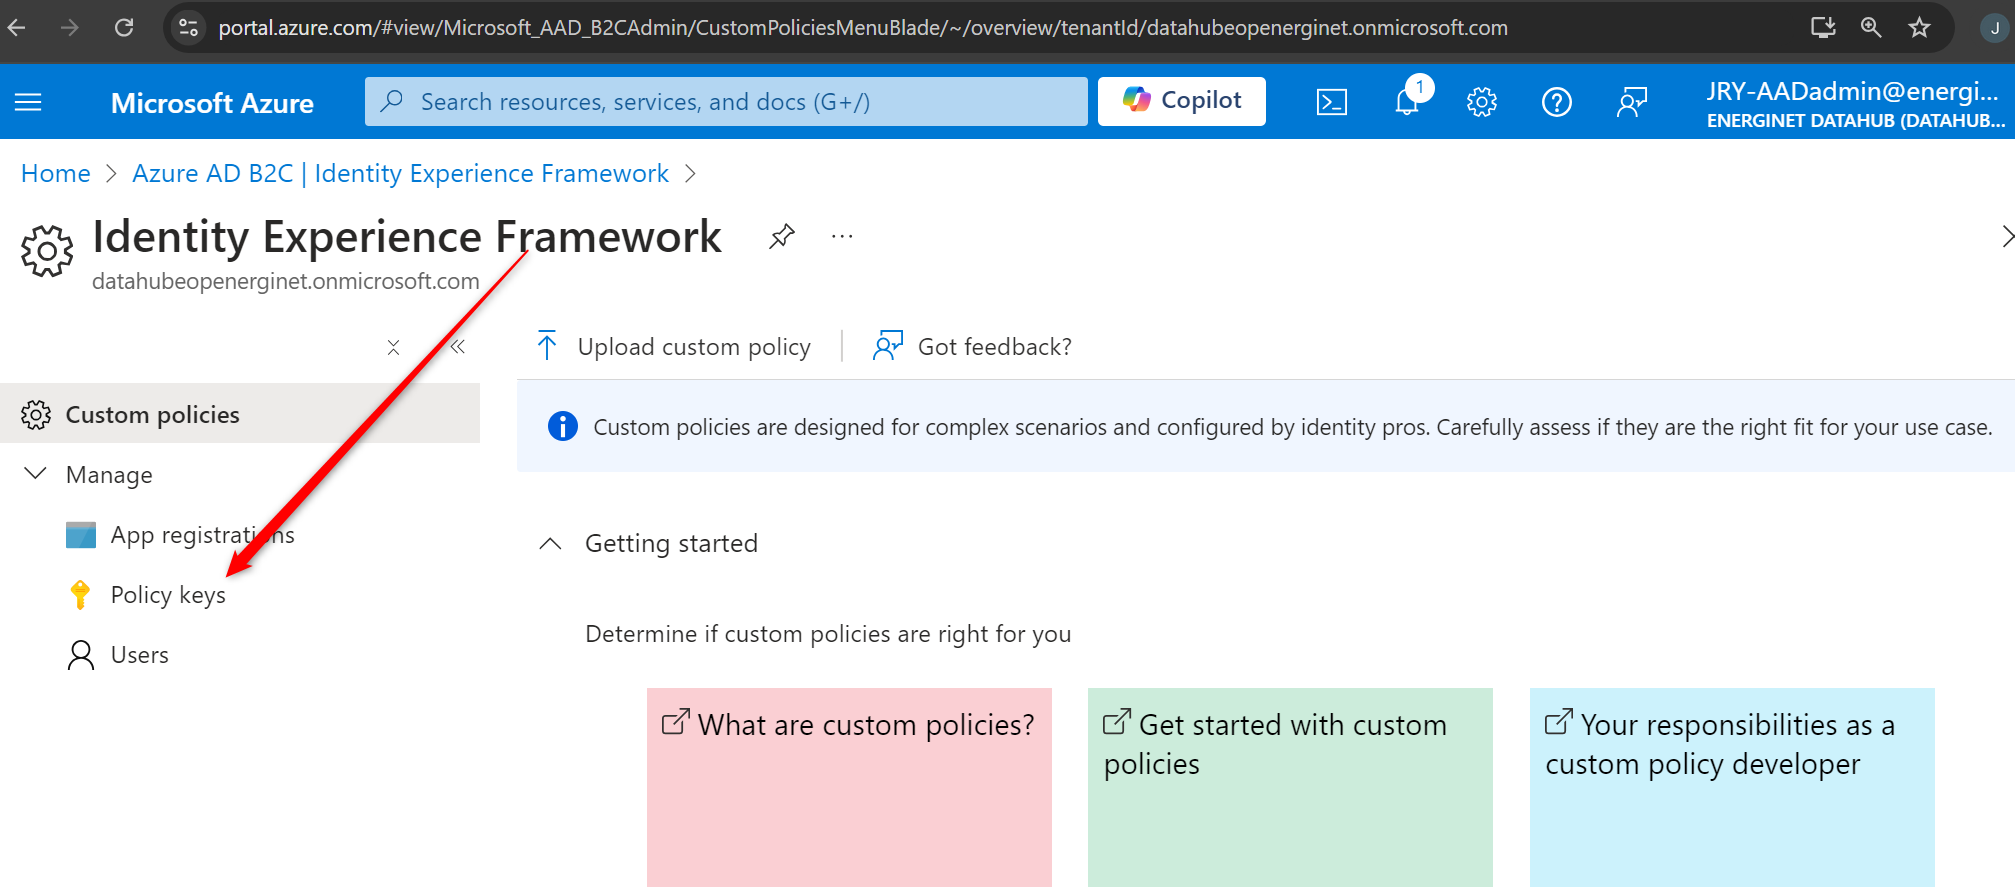 portal.azure.com/#view/Microsoft_AAD_B2CAdmin/CustomPoliciesMenuBlade/~/overview/tenantId/datahubeopenerginet.onmicrosoft.com
J
Microsoft Azure
Search resources, services, and docs (G+/)
Copilot
1
JRY-AADadmin@energi...
ENERGINET DATAHUB (DATAHUB...
Home > Azure AD B2C | Identity Experience Framework >
Identity Experience Framework
datahubeopenerginet.onmicrosoft.com
Upload custom policy
Got feedback?
Custom policies
Custom policies are designed for complex scenarios and configured by identity pros. Carefully assess if they are the right fit for your use case.
Manage
App registrations
Policy keys
Users
Getting started
Determine if custom policies are right for you
What are custom policies?
Get started with custom
policies
Your responsibilities as a
custom policy developer